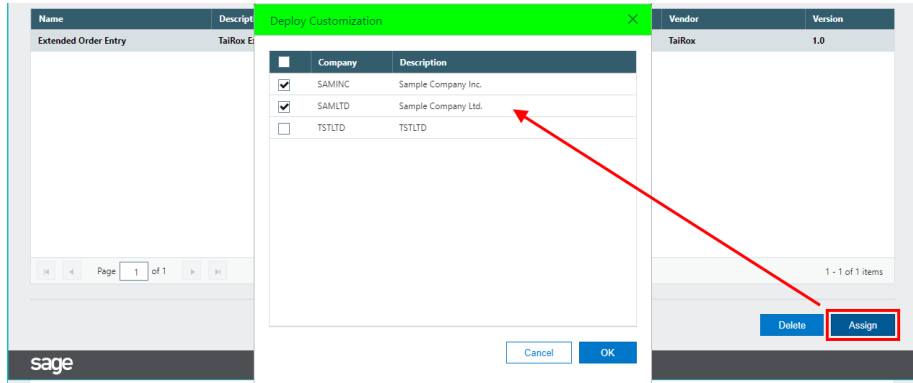 Name Descript Vendor Version
Extended Order Entry TaiRox E TaiRox 1.0
Deploy Customization
Company Description
SAMINC Sample Company Inc.
SAMLTD Sample Company Ltd.
TSTLTD TSTLTD
Page 1 of 1 1 - 1 of 1 items
Delete Assign
Cancel OK
sage